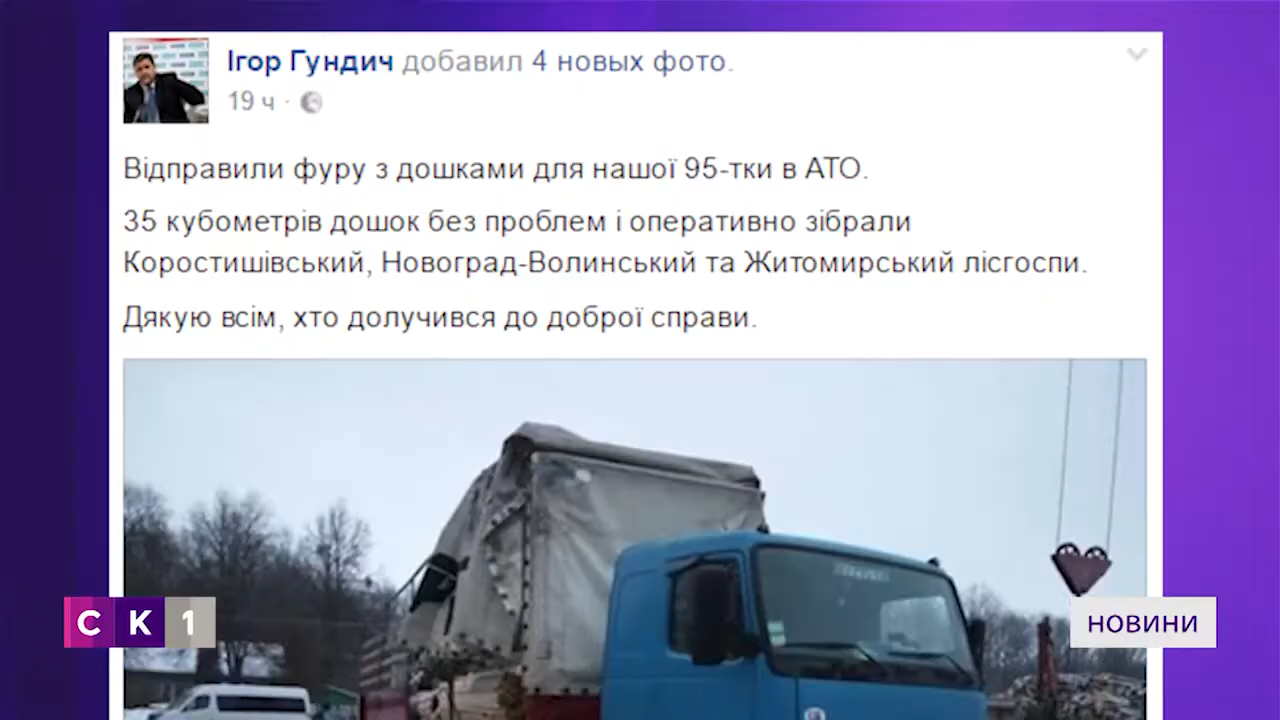 Ігор Гундич добавил 4 новых фото.
19 ч ·
Відправили фуру з дошками для нашої 95-тки в АТО.
35 кубометрів дошок без проблем і оперативно зібрали
Коростишівський, Новоград-Волинський та Житомирський лісгоспи.
Дякую всім, хто долучився до доброї справи.
СК1
НОВИНИ